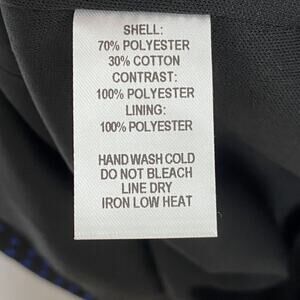 SHELL:
70% POLYESTER
30% COTTON
CONTRAST:
100% POLYESTER
LINING:
100% POLYESTER
HAND WASH COLD
DO NOT BLEACH
LINE DRY
IRON LOW HEAT